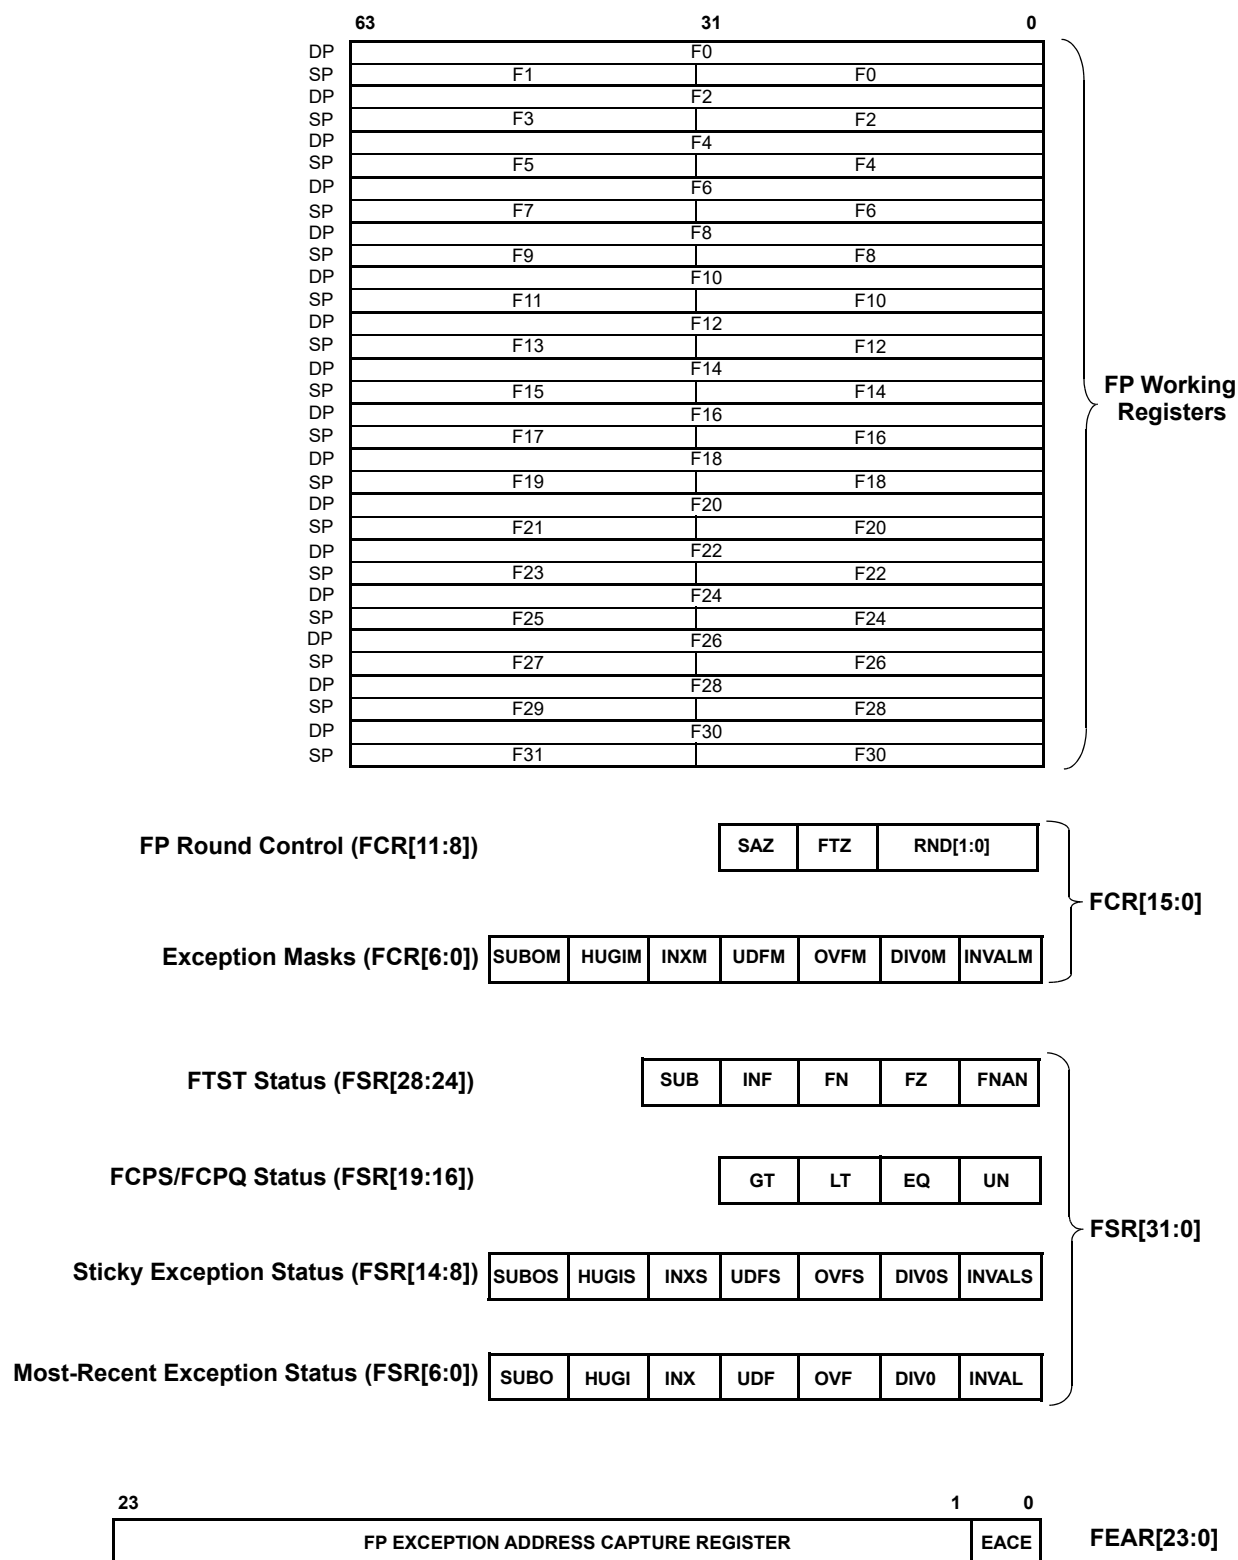 63 31 0
DP F0
SP F1 F0
DP F2
SP F3 F2
DP F4
SP F5 F4
DP F6
SP F7 F6
DP F8
SP F9 F8
DP F10
SP F11 F10
DP F12
SP F13 F12
DP F14
SP F15 F14
DP F16
SP F17 F16
DP F18
SP F19 F18
DP F20
SP F21 F20
DP F22
SP F23 F22
DP F24
SP F25 F24
DP F26
SP F27 F26
DP F28
SP F29 F28
DP F30
SP F31 F30
FP Working
Registers
FP Round Control (FCR[11:8]) SAZ FTZ RND[1:0]
FCR[15:0]
Exception Masks (FCR[6:0]) SUBOM HUGIM INXM UDFM OVFM DIV0M INVALM
FTST Status (FSR[28:24]) SUB INF FN FZ FNAN
FCPS/FCPQ Status (FSR[19:16]) GT LT EQ UN
FSR[31:0]
Sticky Exception Status (FSR[14:8]) SUBOS HUGIS INXS UDFS OVFS DIV0S INVALS
Most-Recent Exception Status (FSR[6:0]) SUBO HUGI INX UDF OVF DIV0 INVAL
23 1 0
FP EXCEPTION ADDRESS CAPTURE REGISTER EACE FEAR[23:0]